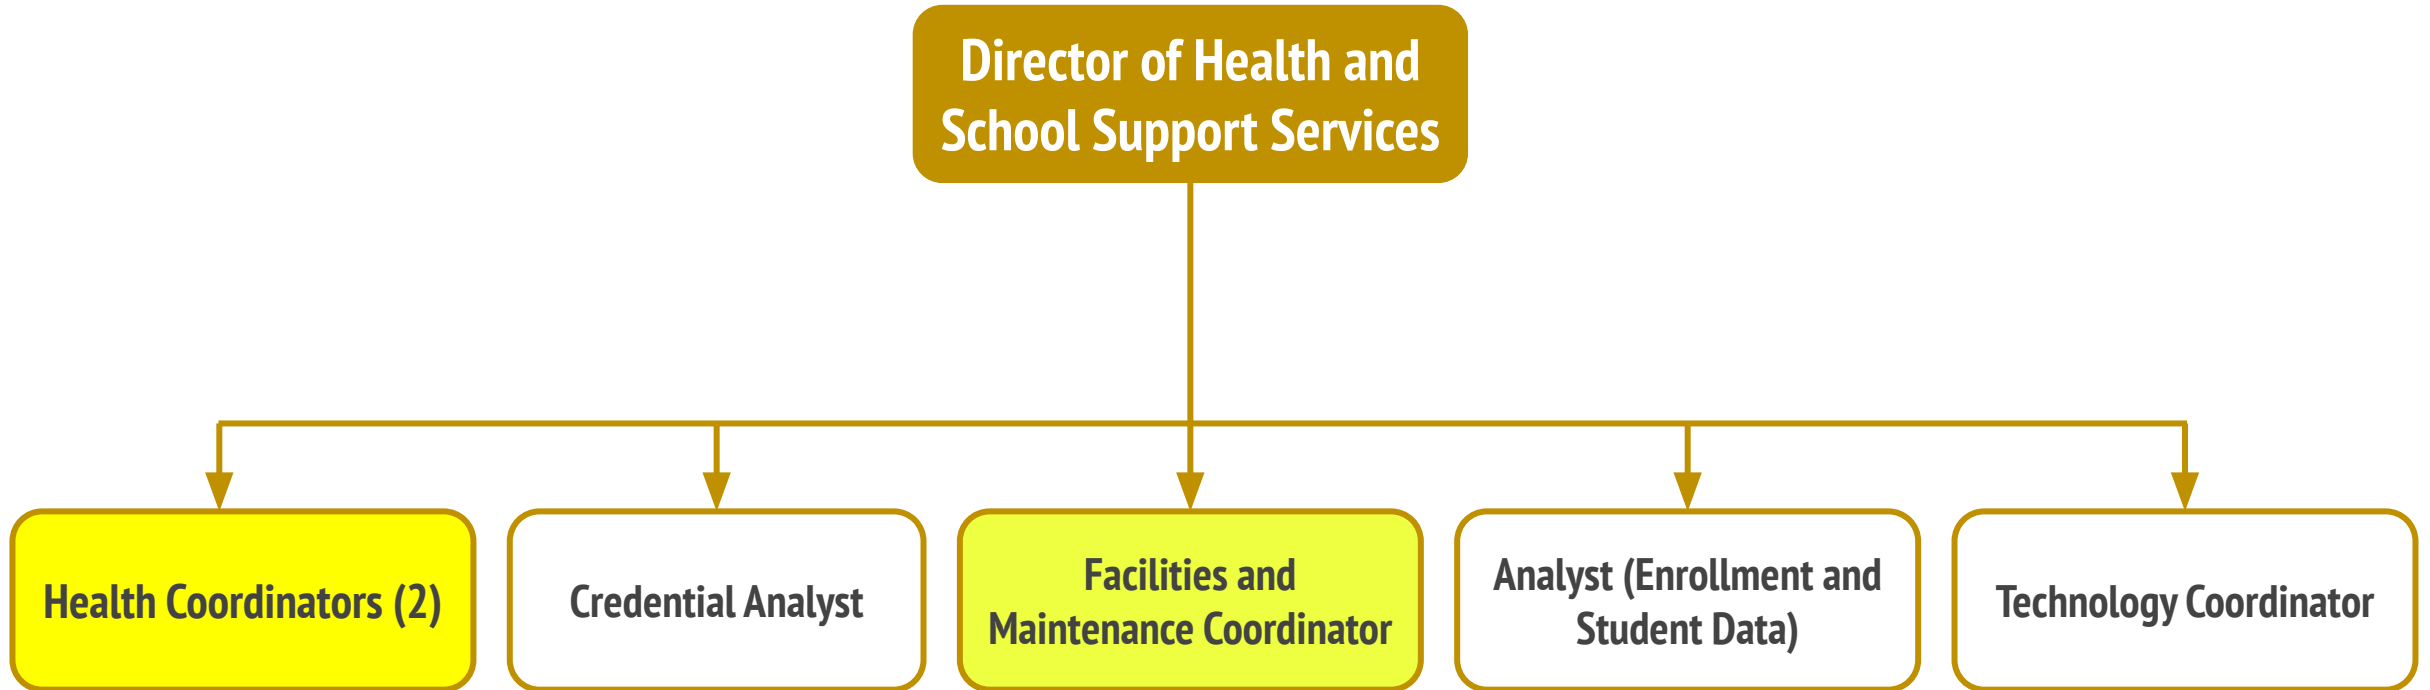 Director of Health and
School Support Services
Health Coordinators (2)
Credential Analyst
Facilities and
Maintenance Coordinator
Analyst (Enrollment and
Student Data)
Technology Coordinator